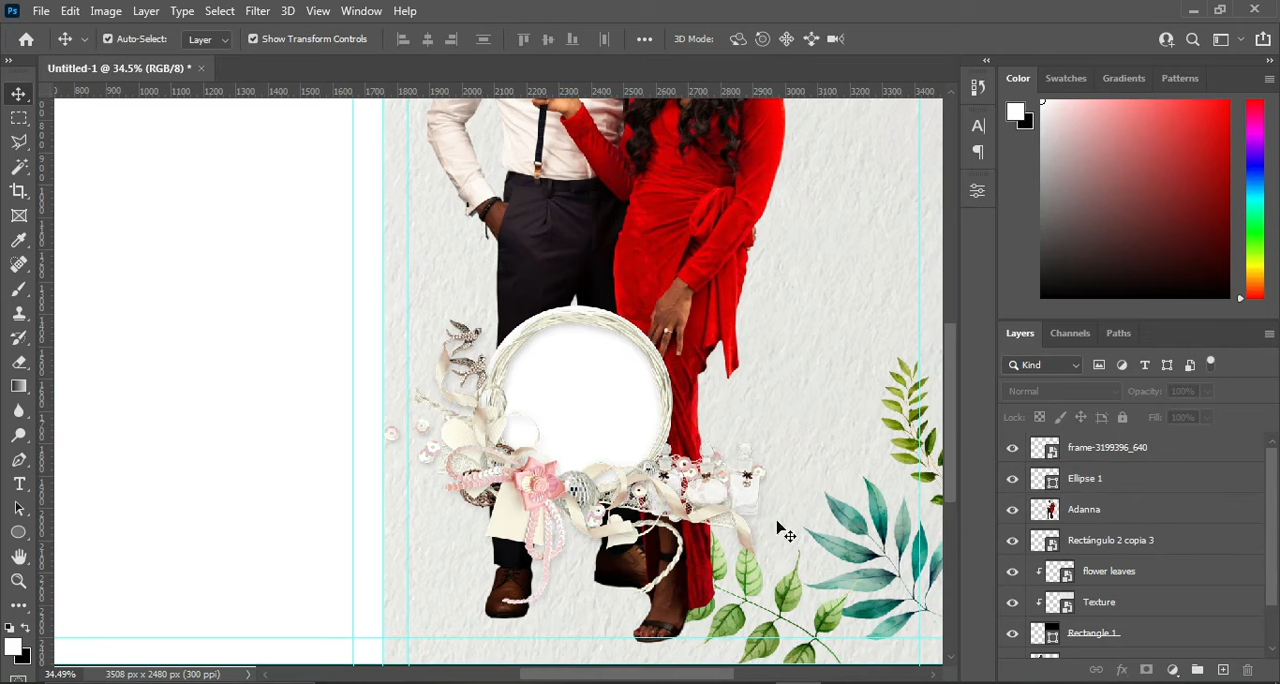 Ps File Edit Image Layer Type Select Filter 3D View Window Help
Auto-Select: Layer Show Transform Controls 3D Mode:
Untitled-1 @ 34.5% (RGB/8) * ×
800 900 1000 1100 1200 1300 1400 1500 1600 1700 1800 1900 2000 2100 2200 2300 2400 2500 2600 2700 2800 2900 3000 3100 3200 3300 3400
Color Swatches Gradients Patterns
Layers Channels Paths
Kind
Normal Opacity: 100%
Lock: Fill: 100%
frame-3199396_640
Ellipse 1
Adanna
Rectángulo 2 copia 3
flower leaves
Texture
Rectangle 1
34.49% 3508 px x 2480 px (300 ppi)